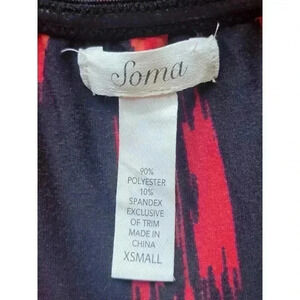 Soma
90%
POLYESTER
10%
SPANDEX
EXCLUSIVE
OF TRIM
MADE IN
CHINA
XSMALL